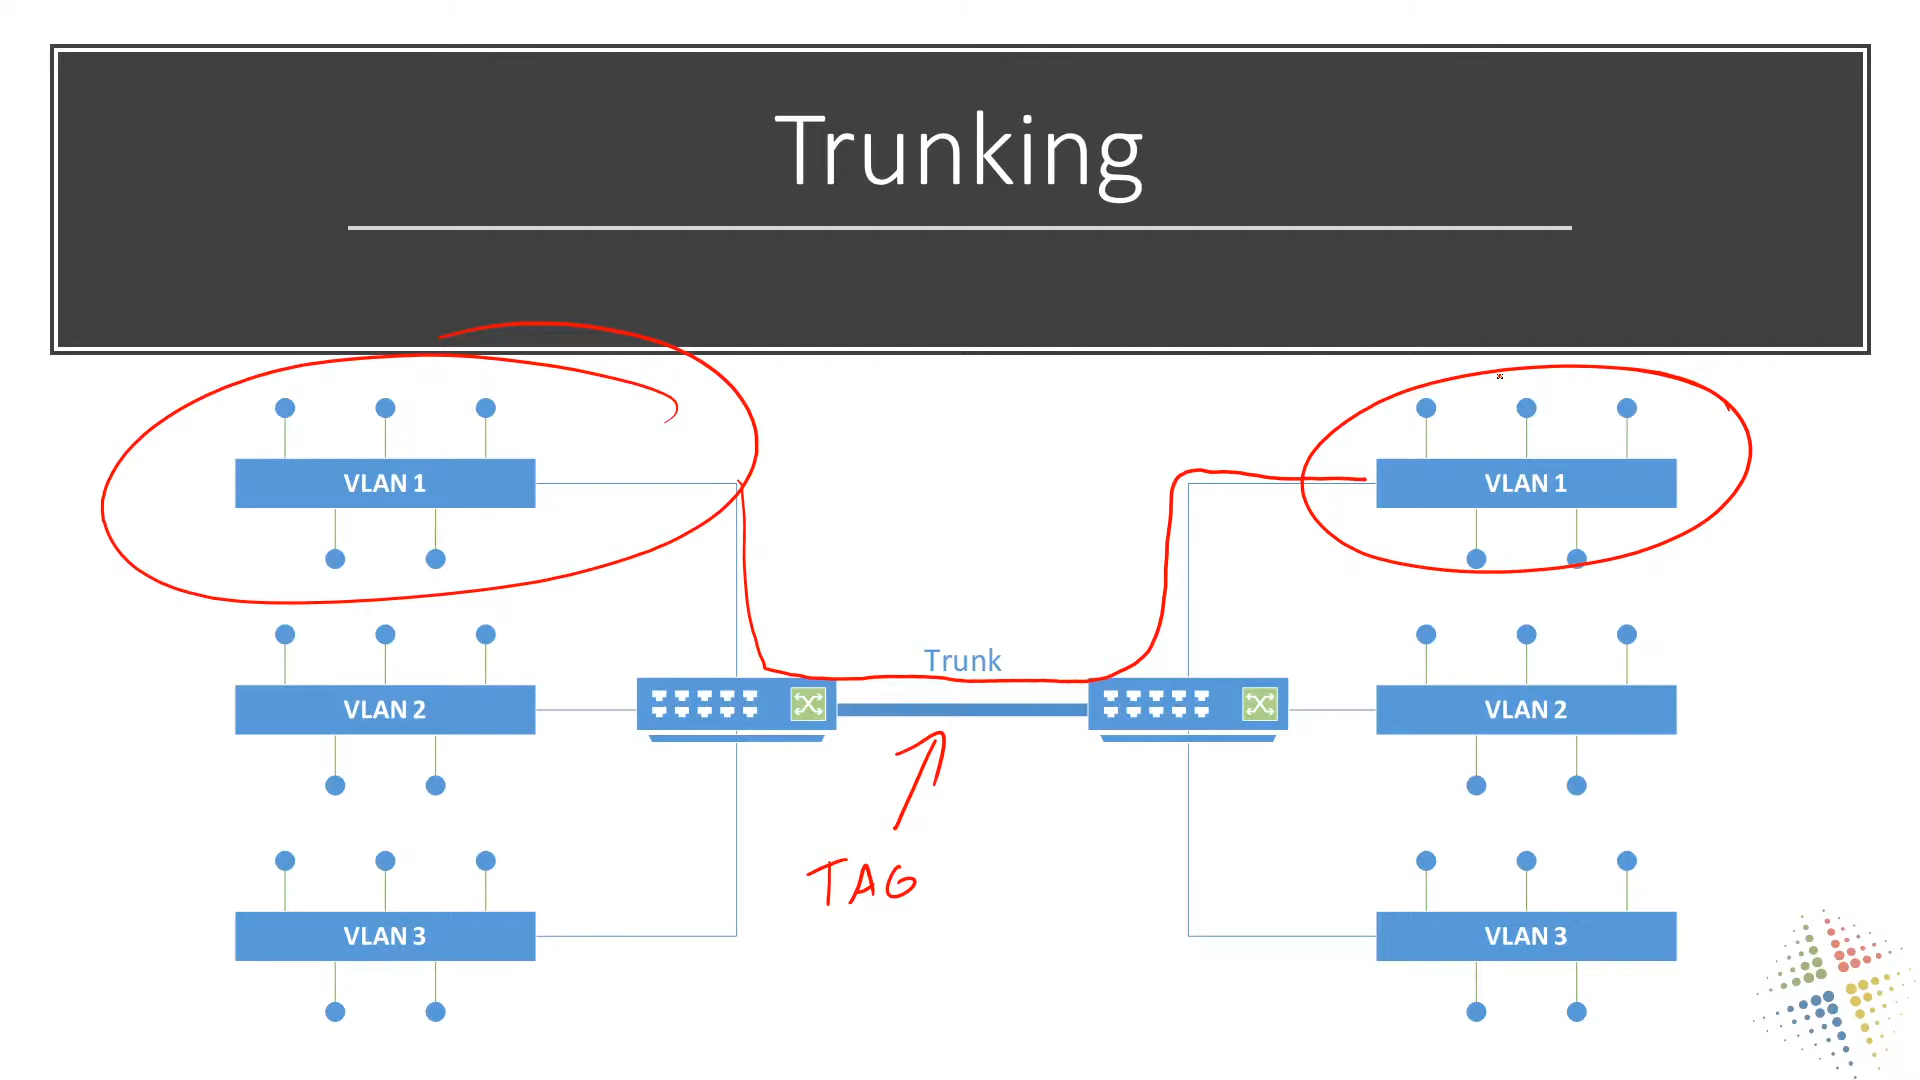 Trunking
VLAN 1
VLAN 1
Trunk
VLAN 2
VLAN 2
TAG
VLAN 3
VLAN 3